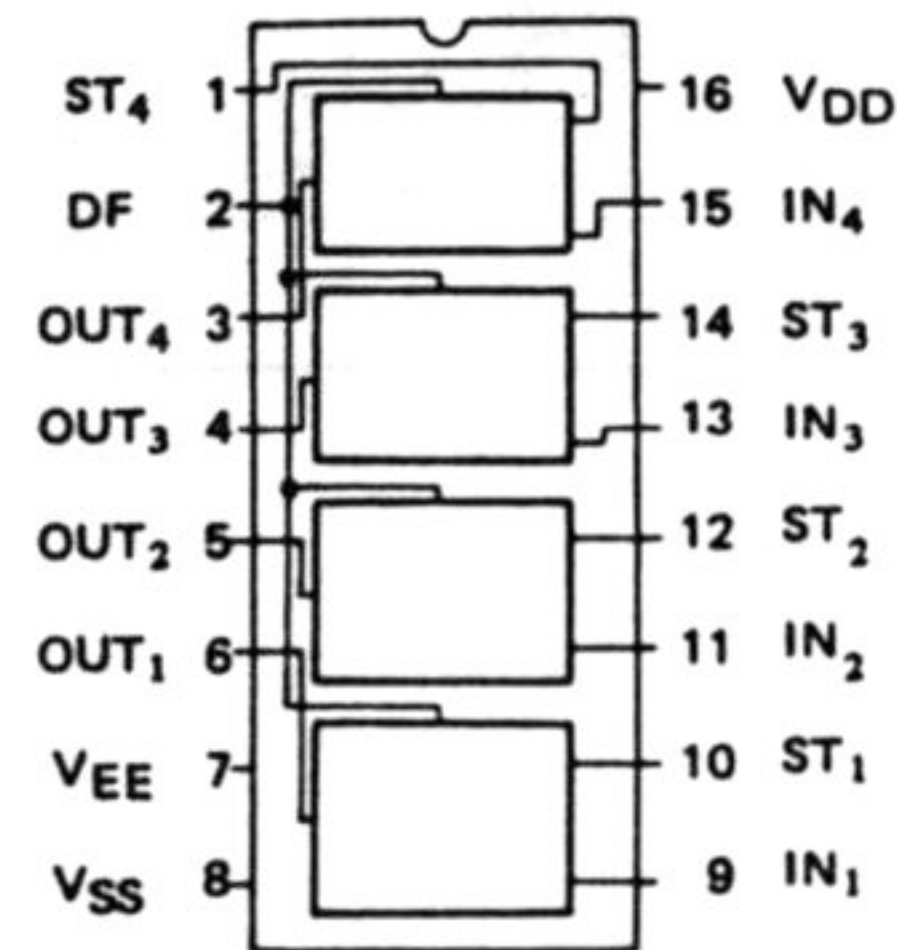 ST4 1 16 VDD
DF 2 15 IN4
OUT4 3 14 ST3
OUT3 4 13 IN3
OUT2 5 12 ST2
OUT1 6 11 IN2
VEE 7 10 ST1
VSS 8 9 IN1